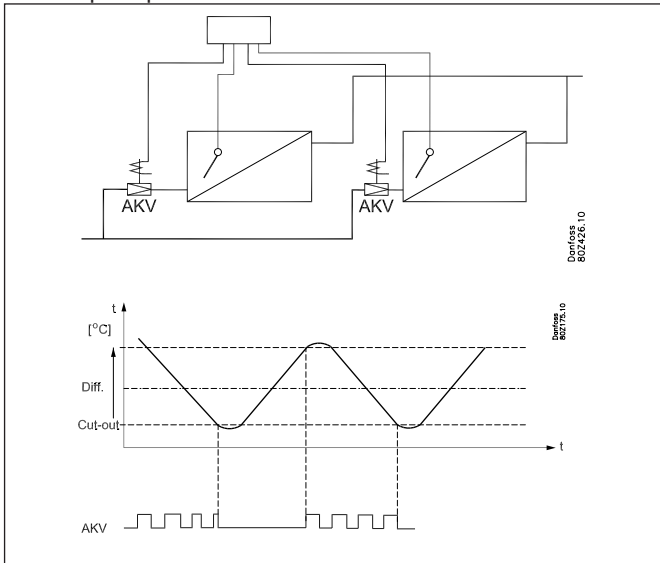 AKV
AKV
Danfoss
80Z426.10
t
[°C]
Diff.
Cut-out
t
Danfoss
80Z175.10
AKV